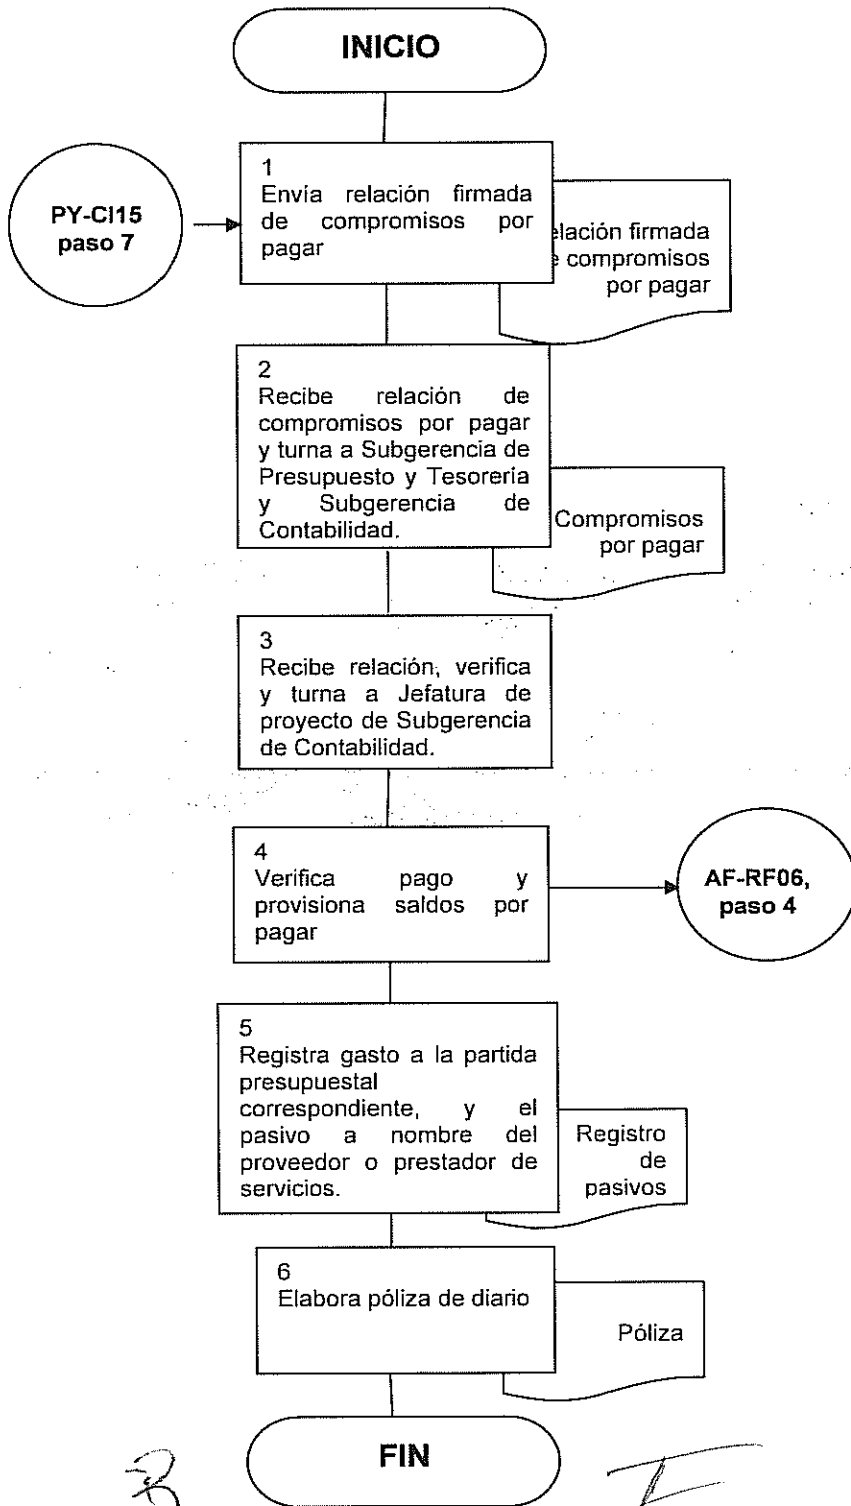 INICIO
PY-CI15
paso 7
1
Envía relación firmada
de compromisos por
pagar
elación firmada
e compromisos
por pagar
2
Recibe relación de
compromisos por pagar
y turna a Subgerencia de
Presupuesto y Tesorería
y Subgerencia de
Contabilidad.
Compromisos
por pagar
3
Recibe relación, verifica
y turna a Jefatura de
proyecto de Subgerencia
de Contabilidad.
4
Verifica pago y
provisiona saldos por
pagar
AF-RF06,
paso 4
5
Registra gasto a la partida
presupuestal
correspondiente, y el
pasivo a nombre del
proveedor o prestador de
servicios.
Registro
de
pasivos
6
Elabora póliza de diario
Póliza
FIN